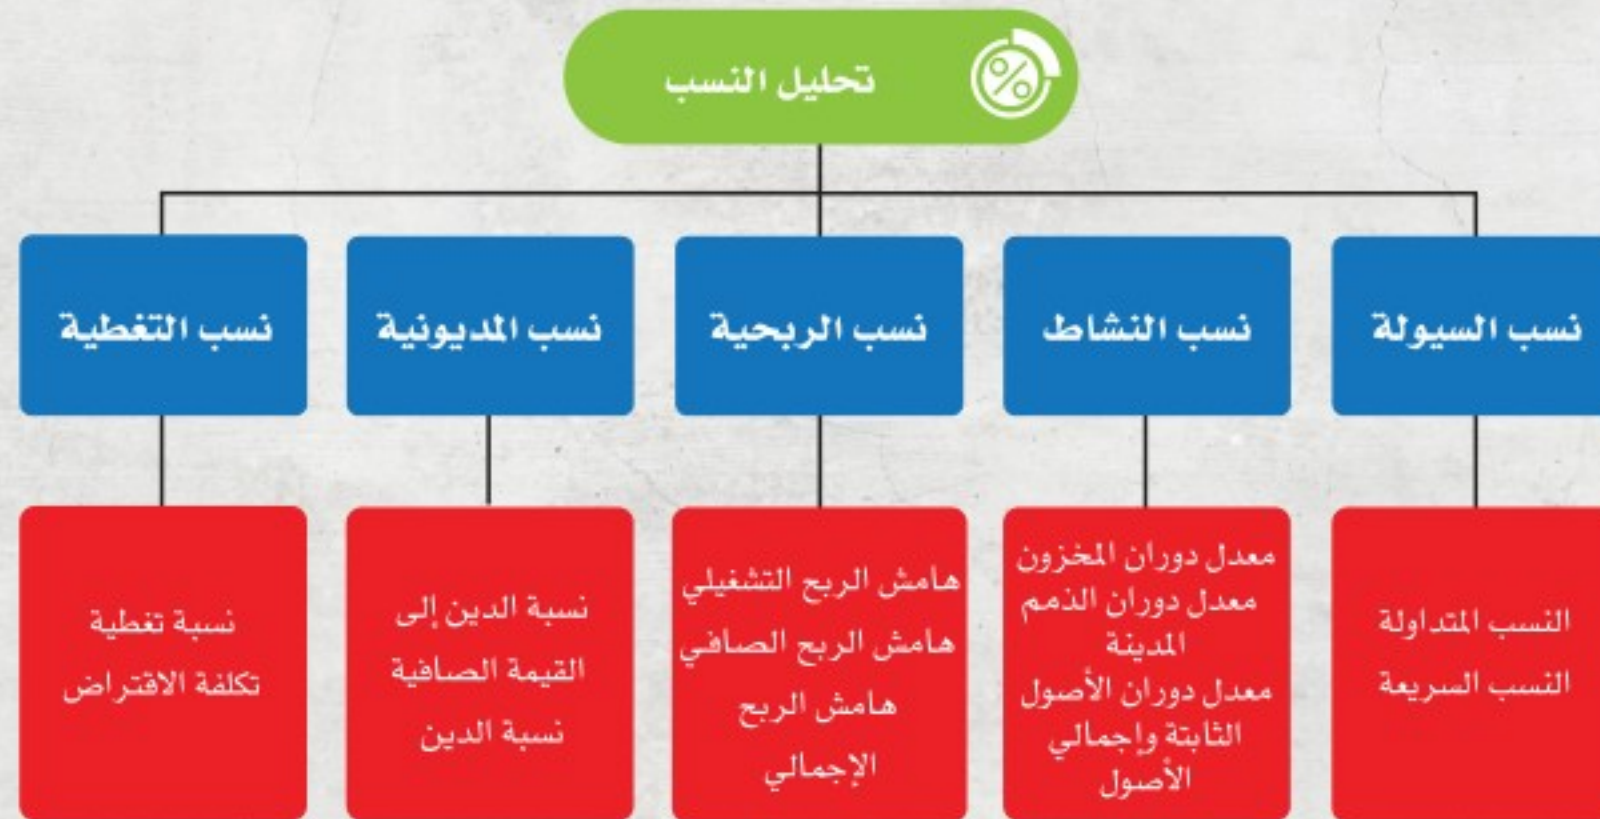 تحليل النسب
نسب السيولة
نسب النشاط
نسب الربحية
نسب المديونية
نسب التغطية
النسب المتداولة
النسب السريعة
معدل دوران المخزون
معدل دوران الذمم
المدينة
معدل دوران الأصول
الثابتة وإجمالي
الأصول
هامش الربح التشغيلي
هامش الربح الصافي
هامش الربح
الإجمالي
نسبة الدين إلى
القيمة الصافية
نسبة الدين
نسبة تغطية
تكلفة الاقتراض